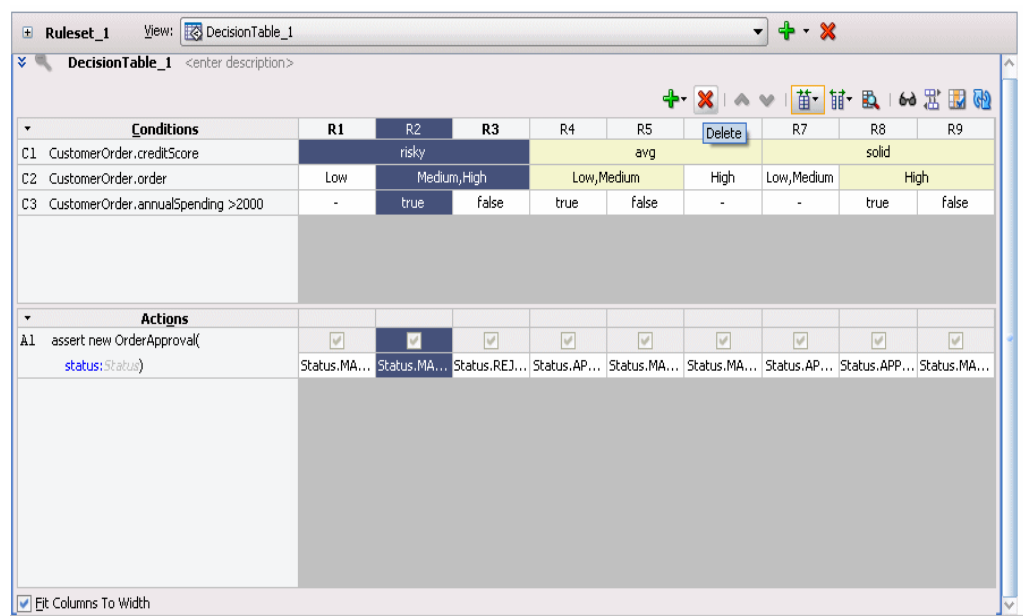 Ruleset_1 View: DecisionTable_1
DecisionTable_1 <enter description>
Delete
Conditions R1 R2 R3 R4 R5 R7 R8 R9
C1 CustomerOrder.creditScore risky avg solid
C2 CustomerOrder.order Low Medium,High Low,Medium High Low,Medium High
C3 CustomerOrder.annualSpending >2000 - true false true false - - true false
Actions
A1 assert new OrderApproval(
status:Status) Status.MA... Status.MA... Status.REJ... Status.AP... Status.MA... Status.MA... Status.AP... Status.APP... Status.MA...
Fit Columns To Width